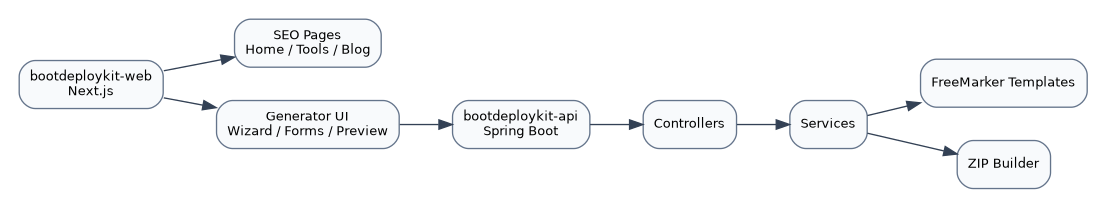 bootdeploykit-web
Next.js
SEO Pages
Home / Tools / Blog
Generator UI
Wizard / Forms / Preview
bootdeploykit-api
Spring Boot
Controllers
Services
FreeMarker Templates
ZIP Builder